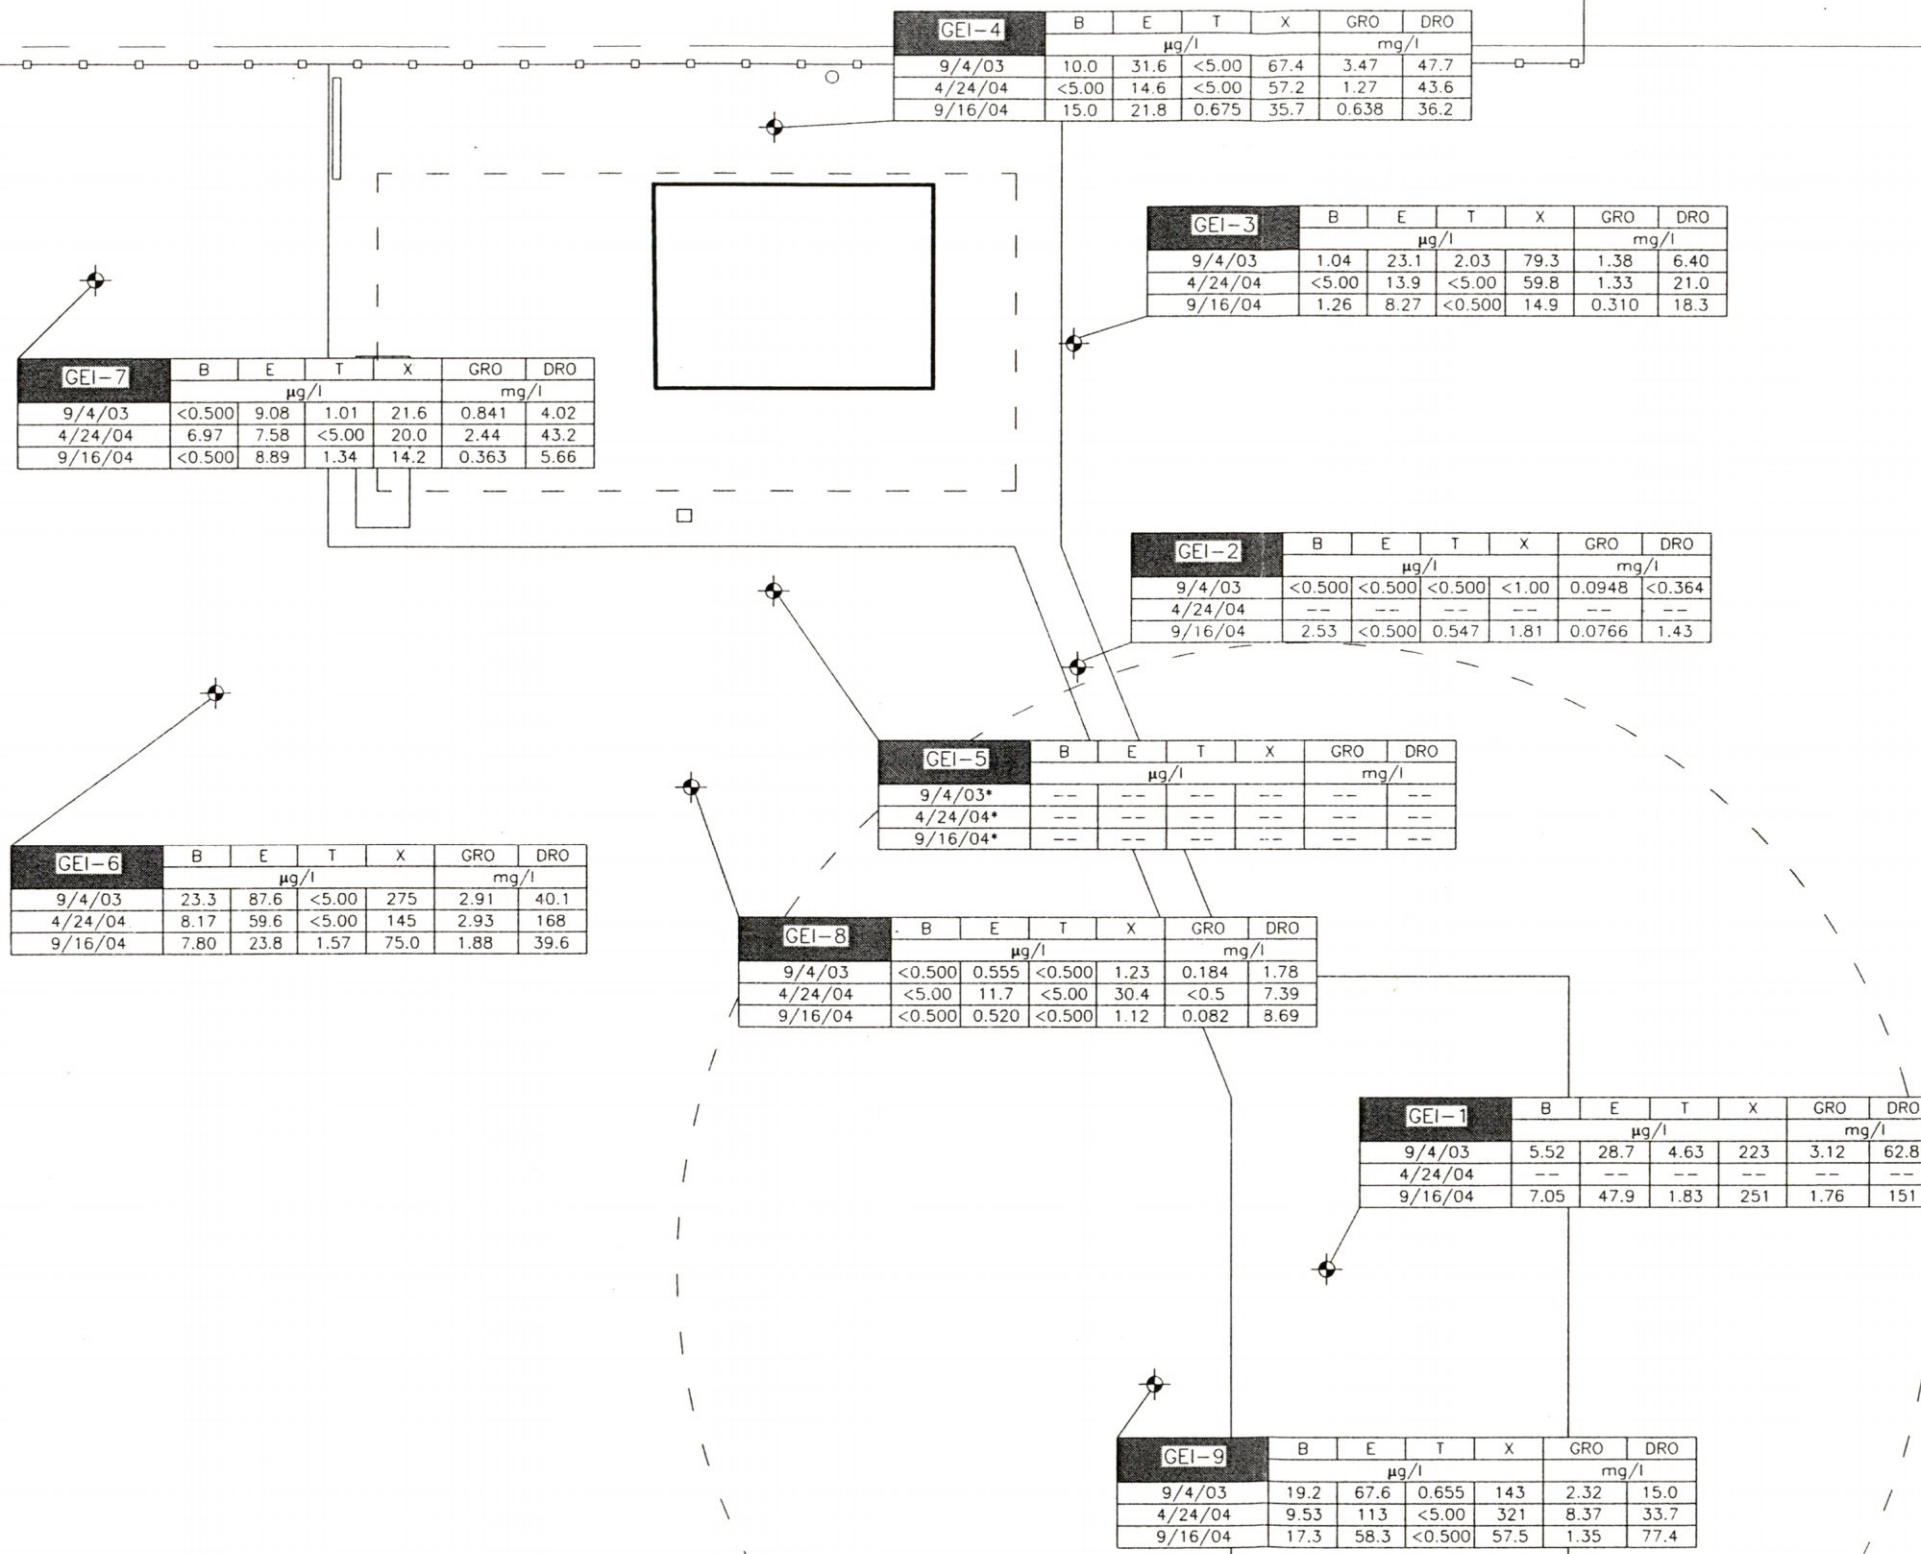 GEI-4 B E T X GRO DRO
µg/l mg/l
9/4/03 10.0 31.6 <5.00 67.4 3.47 47.7
4/24/04 <5.00 14.6 <5.00 57.2 1.27 43.6
9/16/04 15.0 21.8 0.675 35.7 0.638 36.2
GEI-3 B E T X GRO DRO
µg/l mg/l
9/4/03 1.04 23.1 2.03 79.3 1.38 6.40
4/24/04 <5.00 13.9 <5.00 59.8 1.33 21.0
9/16/04 1.26 8.27 <0.500 14.9 0.310 18.3
GEI-7 B E T X GRO DRO
µg/l mg/l
9/4/03 <0.500 9.08 1.01 21.6 0.841 4.02
4/24/04 6.97 7.58 <5.00 20.0 2.44 43.2
9/16/04 <0.500 8.89 1.34 14.2 0.363 5.66
GEI-2 B E T X GRO DRO
µg/l mg/l
9/4/03 <0.500 <0.500 <0.500 <1.00 0.0948 <0.364
4/24/04 -- -- -- -- -- --
9/16/04 2.53 <0.500 0.547 1.81 0.0766 1.43
GEI-5 B E T X GRO DRO
µg/l mg/l
9/4/03* -- -- -- -- -- --
4/24/04* -- -- -- -- -- --
9/16/04* -- -- -- -- -- --
GEI-6 B E T X GRO DRO
µg/l mg/l
9/4/03 23.3 87.6 <5.00 275 2.91 40.1
4/24/04 8.17 59.6 <5.00 145 2.93 168
9/16/04 7.80 23.8 1.57 75.0 1.88 39.6
GEI-8 B E T X GRO DRO
µg/l mg/l
9/4/03 <0.500 0.555 <0.500 1.23 0.184 1.78
4/24/04 <5.00 11.7 <5.00 30.4 <0.5 7.39
9/16/04 <0.500 0.520 <0.500 1.12 0.082 8.69
GEI-1 B E T X GRO DRO
µg/l mg/l
9/4/03 5.52 28.7 4.63 223 3.12 62.8
4/24/04 -- -- -- -- -- --
9/16/04 7.05 47.9 1.83 251 1.76 151
GEI-9 B E T X GRO DRO
µg/l mg/l
9/4/03 19.2 67.6 0.655 143 2.32 15.0
4/24/04 9.53 113 <5.00 321 8.37 33.7
9/16/04 17.3 58.3 <0.500 57.5 1.35 77.4